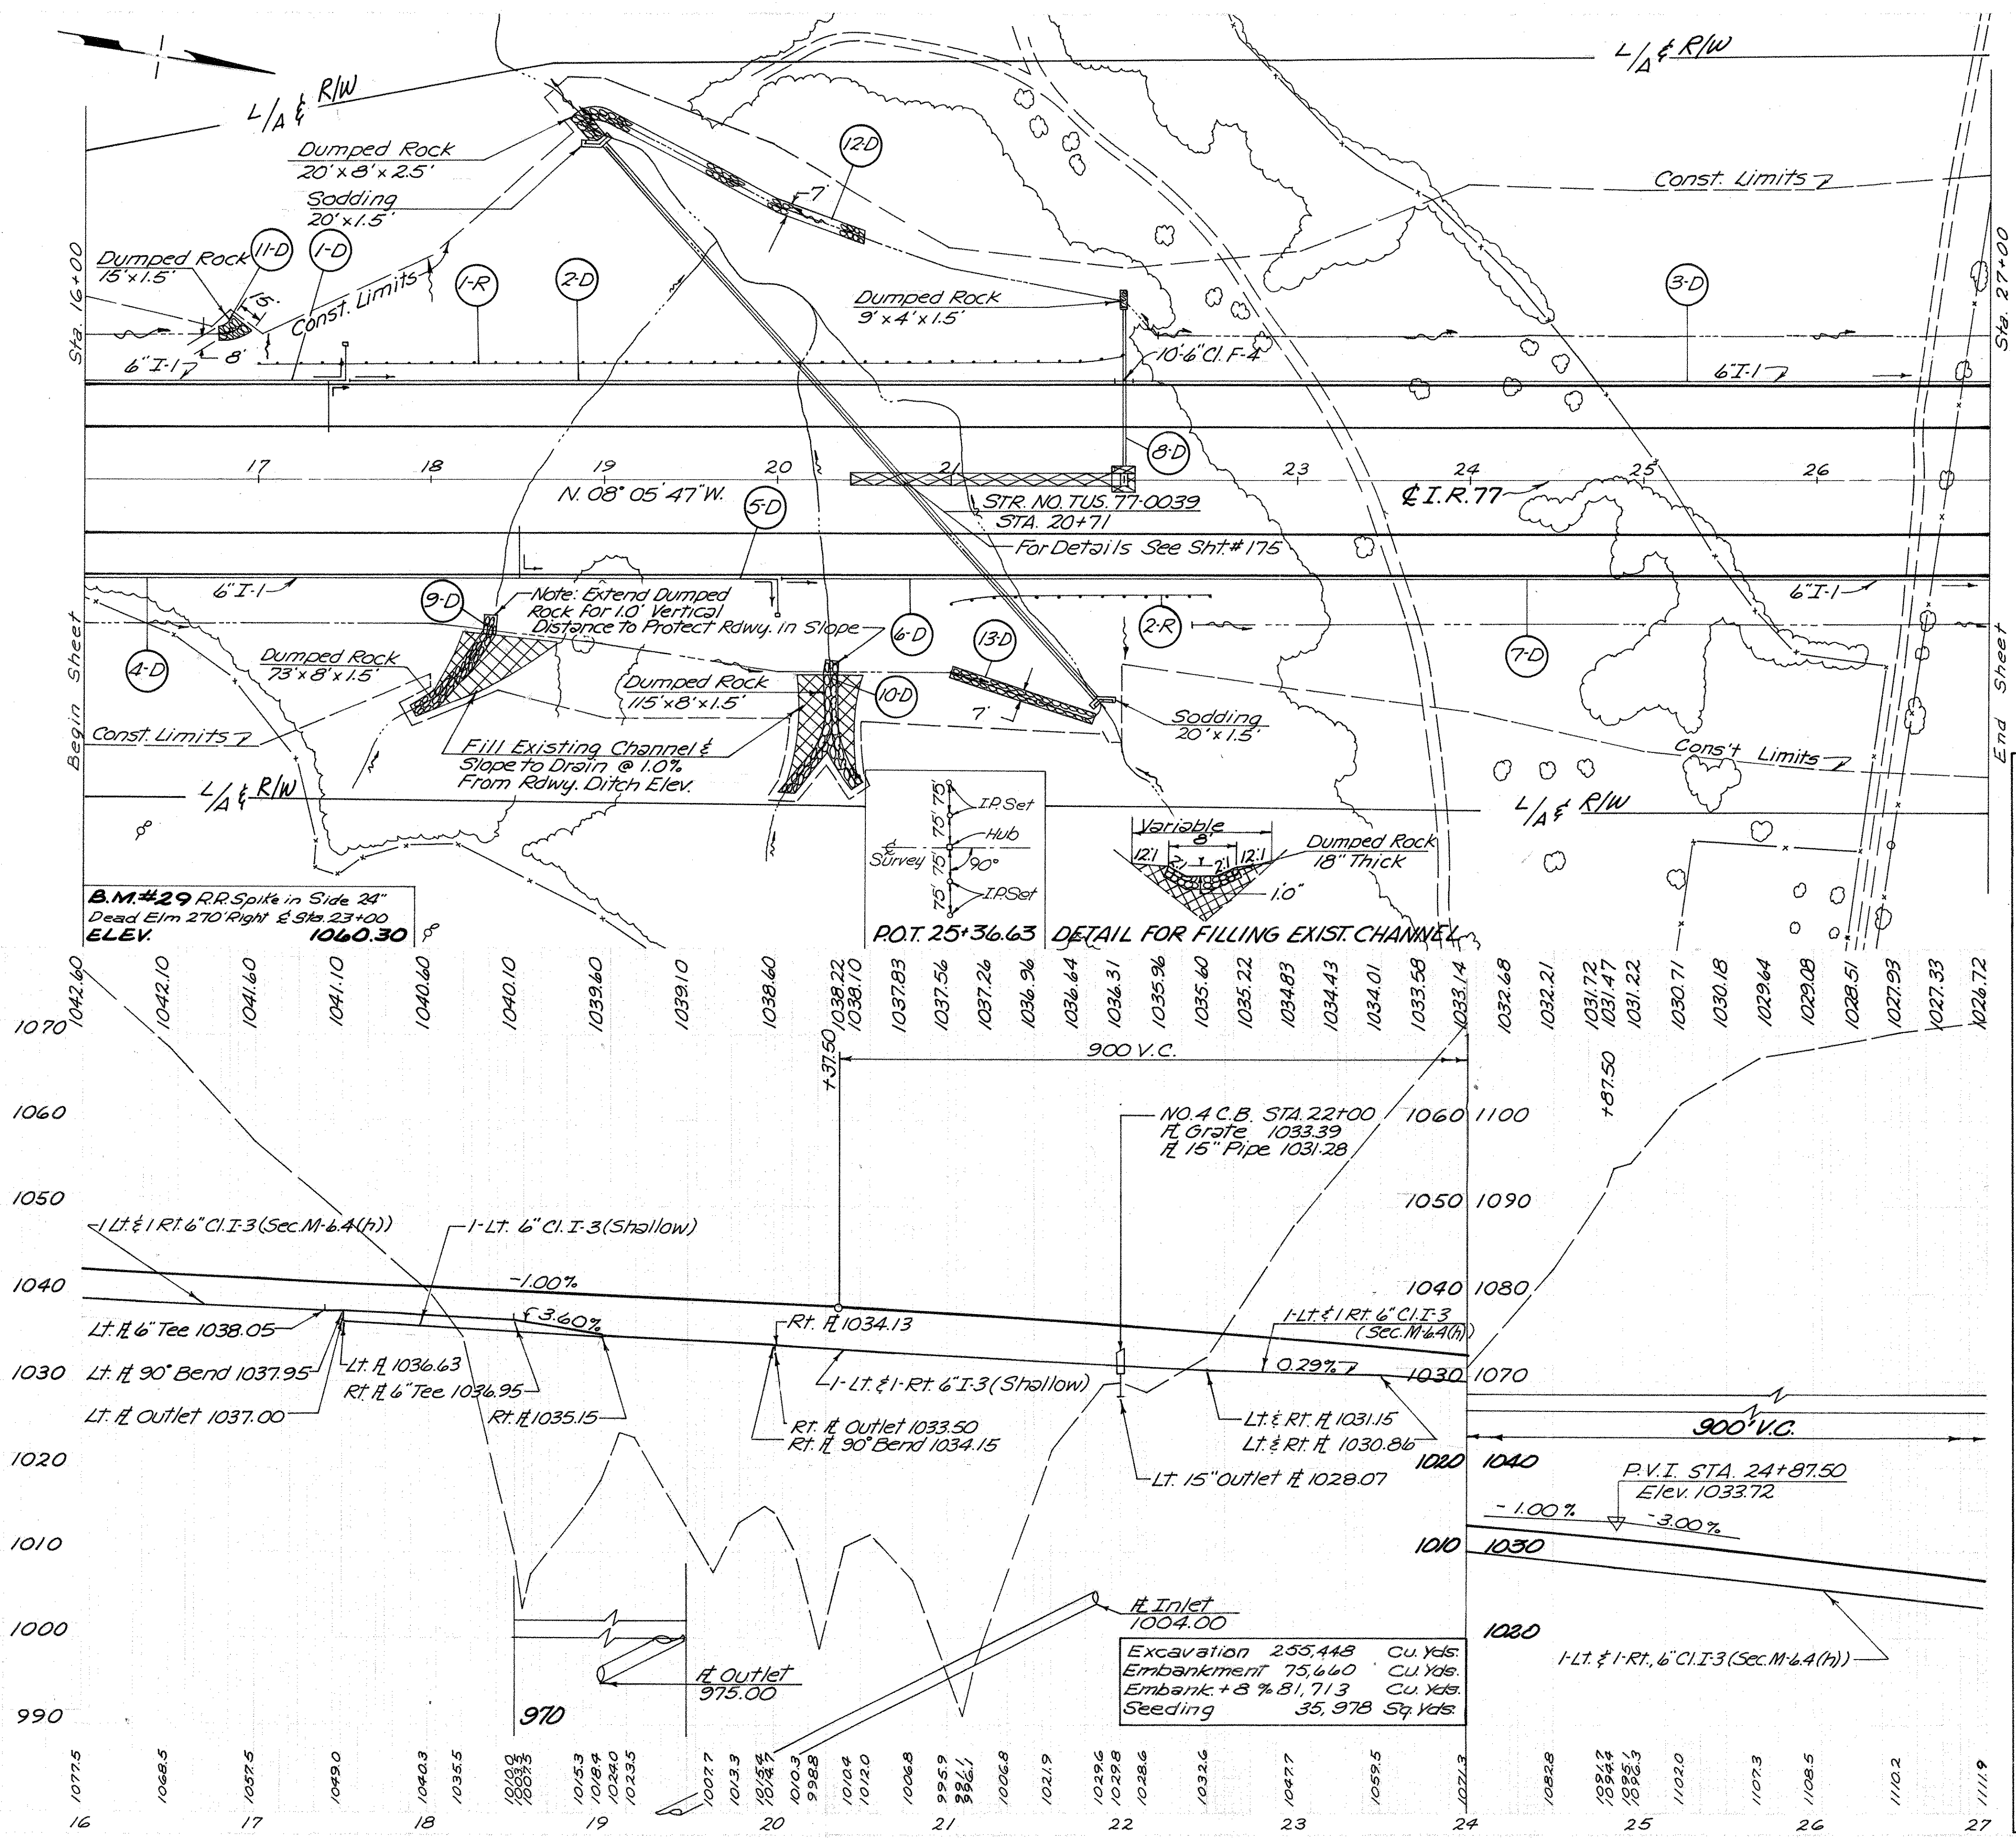 L/A & R/W
L/A & R/W
Dumped Rock
20' x 8' x 2.5'
Sodding
20' x 1.5'
12-D
7'
Const. Limits
Dumped Rock
15' x 1.5'
11-D
1-D
Const. Limits
1-R
2-D
Dumped Rock
9' x 4' x 1.5'
3-D
15'
8'
6" I-1
10'-6" Cl. F-4
6" I-1
Sta. 16+00
Sta. 27+00
8-D
17
18
19
20
21
23
24
25
26
N. 08° 05' 47" W.
℄ I.R. 77
STR. NO. TUS. 77-0039
STA. 20+71
For Details See Sht. #175
5-D
6" I-1
6" I-1
9-D
Note: Extend Dumped
Rock For 1.0' Vertical
Distance to Protect Rdwy. in Slope
6-D
13-D
2-R
4-D
7-D
Dumped Rock
73' x 8' x 1.5'
Dumped Rock
115' x 8' x 1.5'
10-D
7'
Sodding
20' x 1.5'
Const. Limits
Fill Existing Channel &
Slope to Drain @ 1.0%
From Rdwy. Ditch Elev.
Const. Limits
Begin Sheet
End Sheet
L/A & R/W
L/A & R/W
75' 75' 75' 75'
I.P. Set
Hub
℄
Survey
90°
I.P. Set
P.O.T. 25+36.63
Variable
8'
12:1 2:1 2:1 12:1
Dumped Rock
18" Thick
1.0"
DETAIL FOR FILLING EXIST. CHANNEL
B.M. #29 R.R. Spike in Side 24"
Dead Elm 270' Right ℄ Sta. 23+00
ELEV. 1060.30
1042.60 1042.10 1041.60 1041.10 1040.60 1040.10 1039.60 1039.10 1038.60 1038.22 1038.10 1037.83 1037.56 1037.26 1036.96 1036.64 1036.31 1035.96 1035.60 1035.22 1034.83 1034.43 1034.01 1033.58 1033.14 1032.68 1032.21 1031.72 1031.47 1031.22 1030.71 1030.18 1029.64 1029.08 1028.51 1027.93 1027.33 1026.72
1070
+37.50
900 V.C.
+87.50
1060
NO. 4 C.B. STA. 22+00
℄ Grate 1033.39
℄ 15" Pipe 1031.28
1060 1100
1050
1050 1090
1 Lt. & 1 Rt. 6" Cl. I-3 (Sec. M-6.4(h))
1-Lt. 6" Cl. I-3 (Shallow)
1040
-1.00%
1040 1080
Lt. ℄ 6" Tee 1038.05
3.60%
Rt. ℄ 1034.13
1-Lt. & 1 Rt. 6" Cl. I-3
(Sec. M-6.4(h))
1030
Lt. ℄ 90° Bend 1037.95
Lt. ℄ 1036.63
Rt. ℄ 6" Tee 1036.95
1-Lt. & 1-Rt. 6" I-3 (Shallow)
0.29%
1030 1070
Lt. ℄ Outlet 1037.00
Rt. ℄ 1035.15
Rt. ℄ Outlet 1033.50
Rt. ℄ 90° Bend 1034.15
Lt. & Rt. ℄ 1031.15
Lt. & Rt. ℄ 1030.86
900' V.C.
1020
Lt. 15" Outlet ℄ 1028.07
1020 1040
P.V.I. STA. 24+87.50
Elev. 1033.72
-1.00%
-3.00%
1010
1010 1030
1000
℄ Inlet
1004.00
1020
℄ Outlet
975.00
Excavation 255,448 Cu. Yds.
Embankment 75,660 Cu. Yds.
Embank. +8% 81,713 Cu. Yds.
Seeding 35,978 Sq. Yds.
1-Lt. & 1-Rt., 6" Cl. I-3 (Sec. M-6.4(h))
990
970
1077.5 1068.5 1057.5 1049.0 1040.3 1035.5 1010.0 1003.5 1007.5 1015.3 1018.4 1024.0 1023.5 1007.7 1013.3 1015.4 1014.7 1010.3 998.8 1010.4 1012.0 1006.8 995.9 991.1 996.1 1006.8 1021.9 1029.6 1029.8 1028.6 1032.6 1047.7 1059.5 1071.3 1082.8 1091.7 1094.4 1095.1 1096.3 1102.0 1107.3 1108.5 1110.2 1111.9
16 17 18 19 20 21 22 23 24 25 26 27